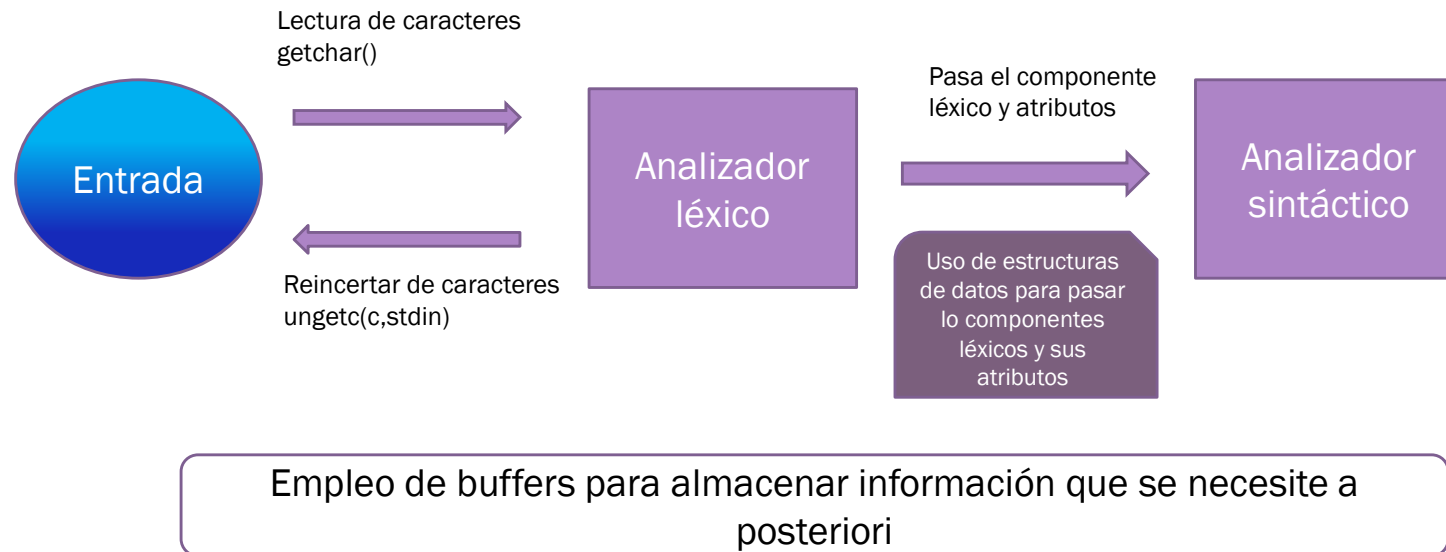 Lectura de caracteres
getchar()
Entrada
Reincertar de caracteres
ungetc(c,stdin)
Analizador
léxico
Pasa el componente
léxico y atributos
Uso de estructuras
de datos para pasar
lo componentes
léxicos y sus
atributos
Analizador
sintáctico
Empleo de buffers para almacenar información que se necesite a
posteriori